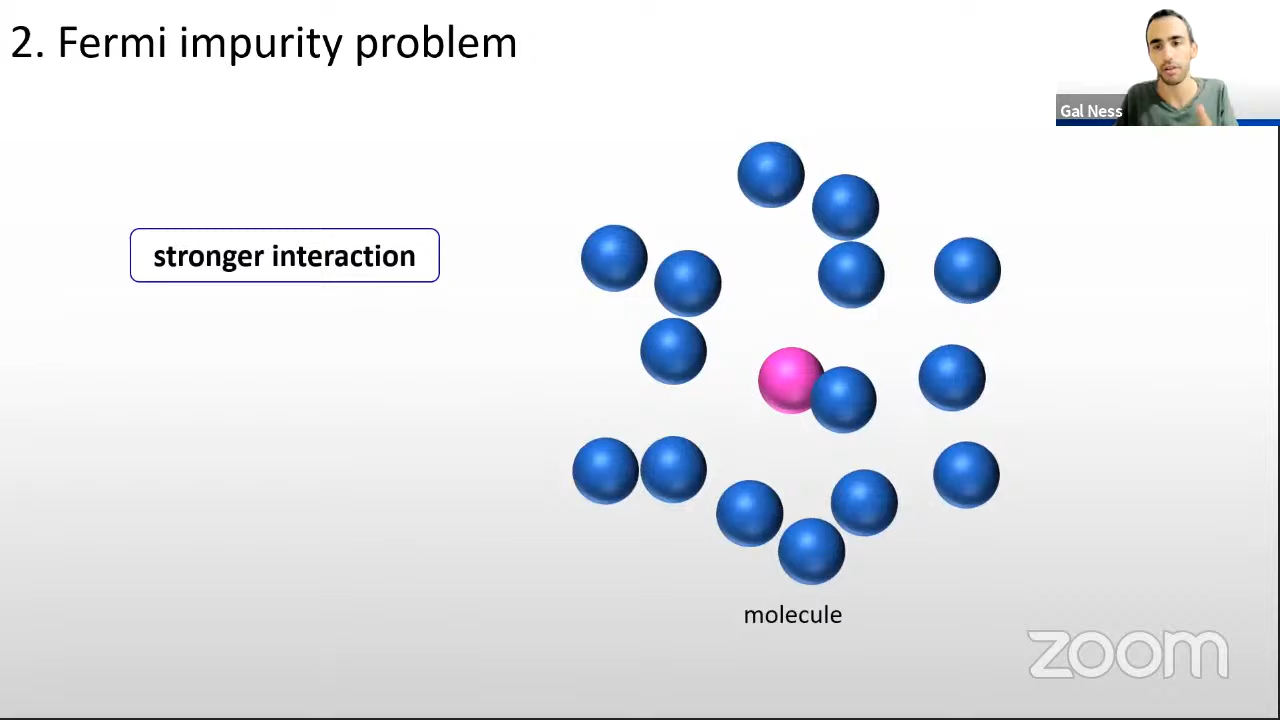 2. Fermi impurity problem
Gal Ness
stronger interaction
molecule
zoom